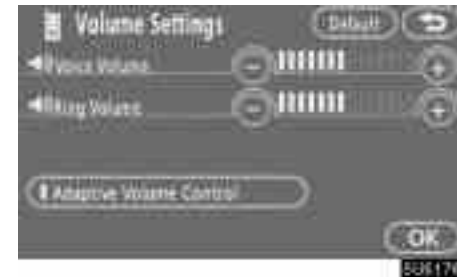 Volume Settings Default
Voice Volume − +
Ring Volume − +
Adaptive Volume Control
OK